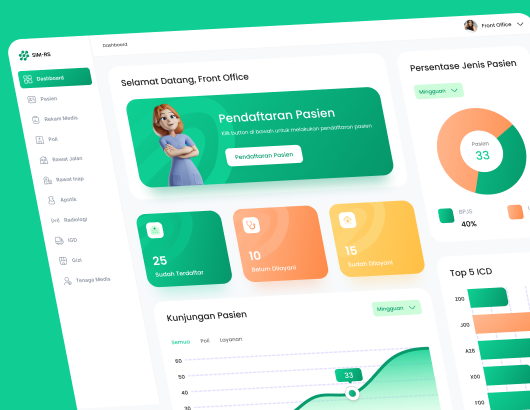 Front Office
SIM-RS
Dashboard
Dashboard
Pasien
Rekam Medis
Poli
Rawat Jalan
Rawat Inap
Apotik
Radiologi
IGD
Gizi
Tenaga Medis
Selamat Datang, Front Office
Pendaftaran Pasien
Klik button di bawah untuk melakukan pendaftaran pasien
Pendaftaran Pasien
25
Sudah Terdaftar
10
Belum Dilayani
15
Sudah Dilayani
Kunjungan Pasien
Mingguan
Semua Poli Layanan
60
50
40
30
33
Persentase Jenis Pasien
Mingguan
Pasien
33
BPJS
40%
Top 5 ICD
Z00
J00
A26
K00
F00